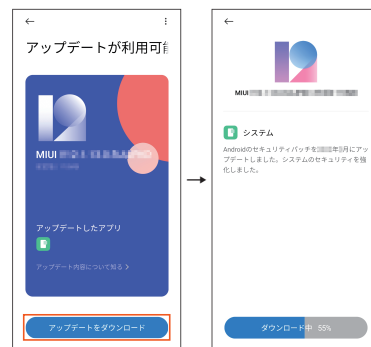 アップデートが利用可能
MIUI
アップデートしたアプリ
アップデート内容について知る
アップデートをダウンロード
MIUI
システム
Androidのセキュリティパッチを年月にアッ
プデートしました。システムのセキュリティを強
化しました。
ダウンロード中 55%